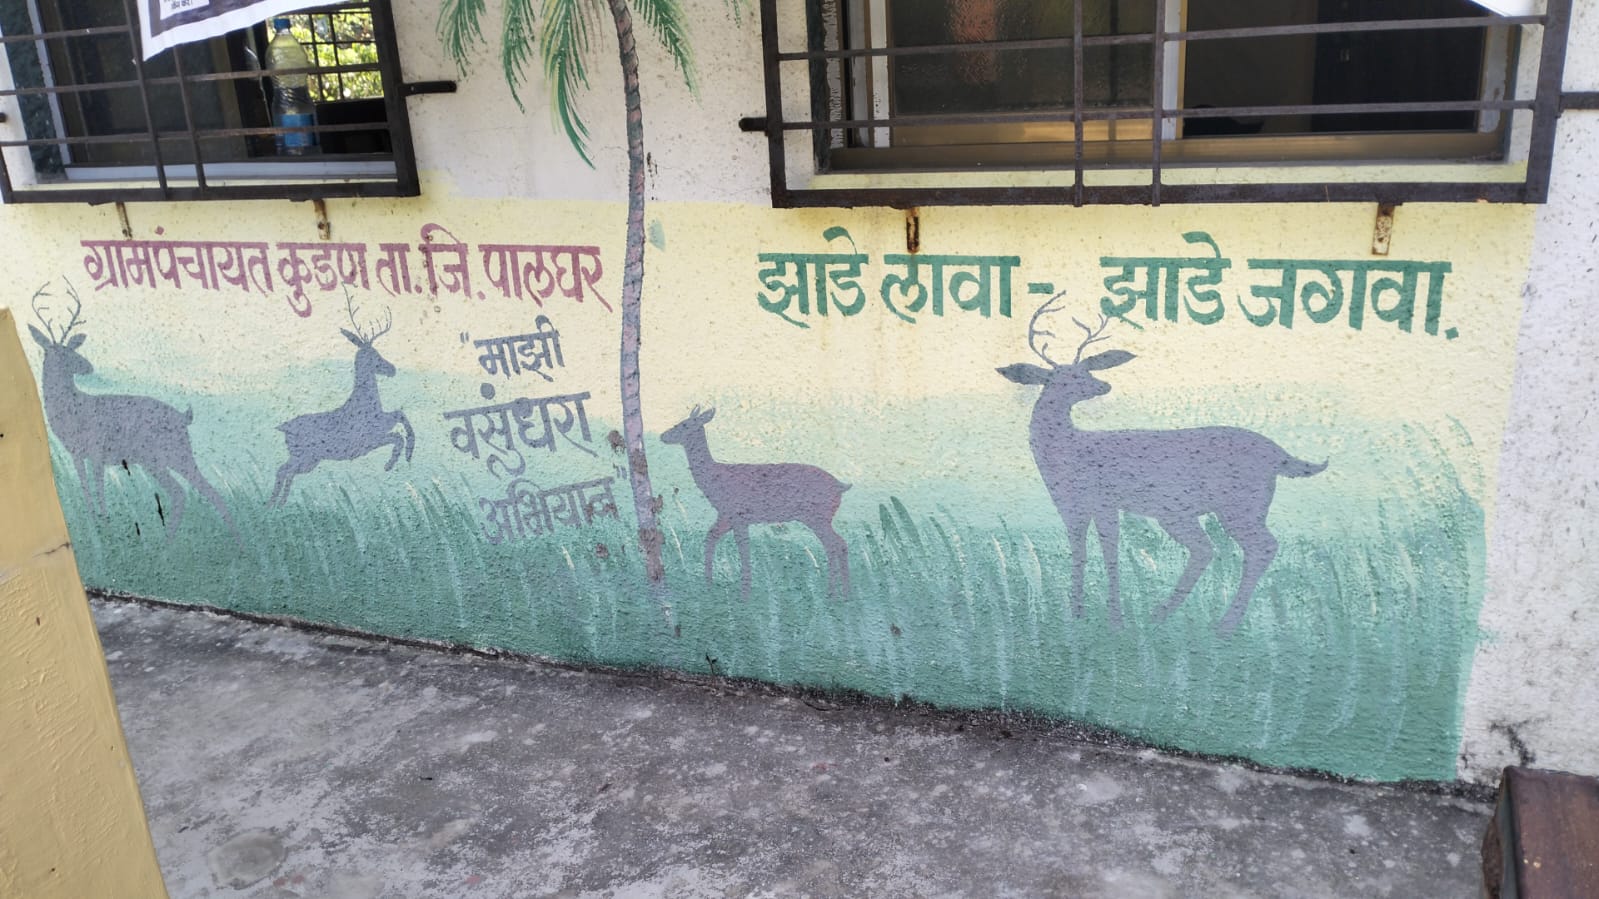 ग्रामपंचायत कुडण ता. जि. पालघर
"माझी
वसुंधरा
अभियान"
झाडे लावा - झाडे जगवा.